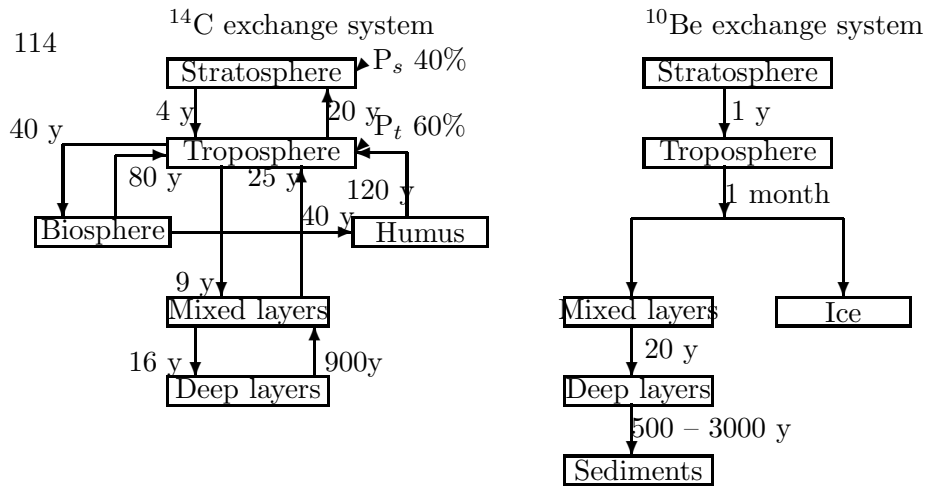 ¹⁴C exchange system
114
Stratosphere
P_s 40%
4 y
20 y
40 y
P_t 60%
Troposphere
80 y
25 y
120 y
Biosphere
40 y
Humus
9 y
Mixed layers
16 y
900y
Deep layers
¹⁰Be exchange system
Stratosphere
1 y
Troposphere
1 month
Mixed layers
Ice
20 y
Deep layers
500 – 3000 y
Sediments